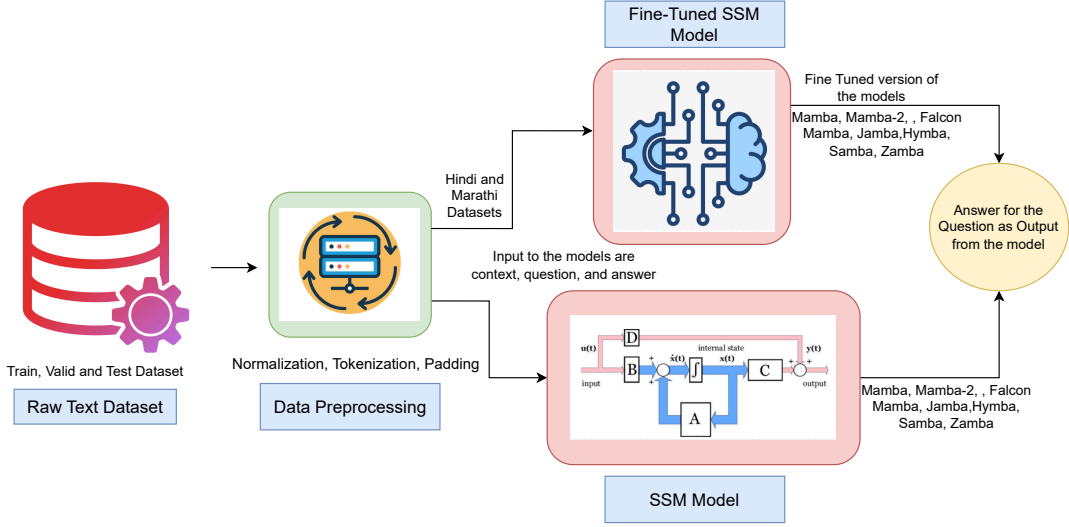 Fine-Tuned SSM
Model
Fine Tuned version of
the models
Mamba, Mamba-2, , Falcon
Mamba, Jamba,Hymba,
Samba, Zamba
Hindi and
Marathi
Datasets
Answer for the
Question as Output
from the model
Input to the models are
context, question, and answer
Train, Valid and Test Dataset
Raw Text Dataset
Normalization, Tokenization, Padding
Data Preprocessing
D
u(t)
internal state
y(t)
ẋ(t)
x(t)
+
+
+
+
B
∫
C
input
output
A
Mamba, Mamba-2, , Falcon
Mamba, Jamba,Hymba,
Samba, Zamba
SSM Model